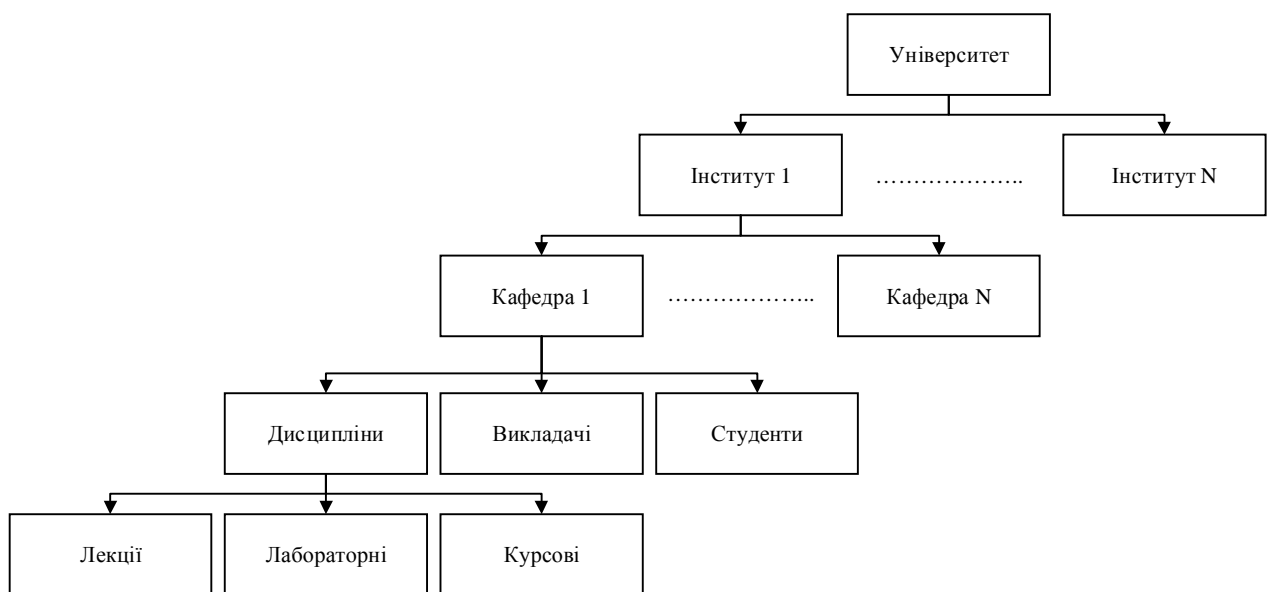 Університет
Інститут 1
………………..
Інститут N
Кафедра 1
………………..
Кафедра N
Дисципліни
Викладачі
Студенти
Лекції
Лабораторні
Курсові